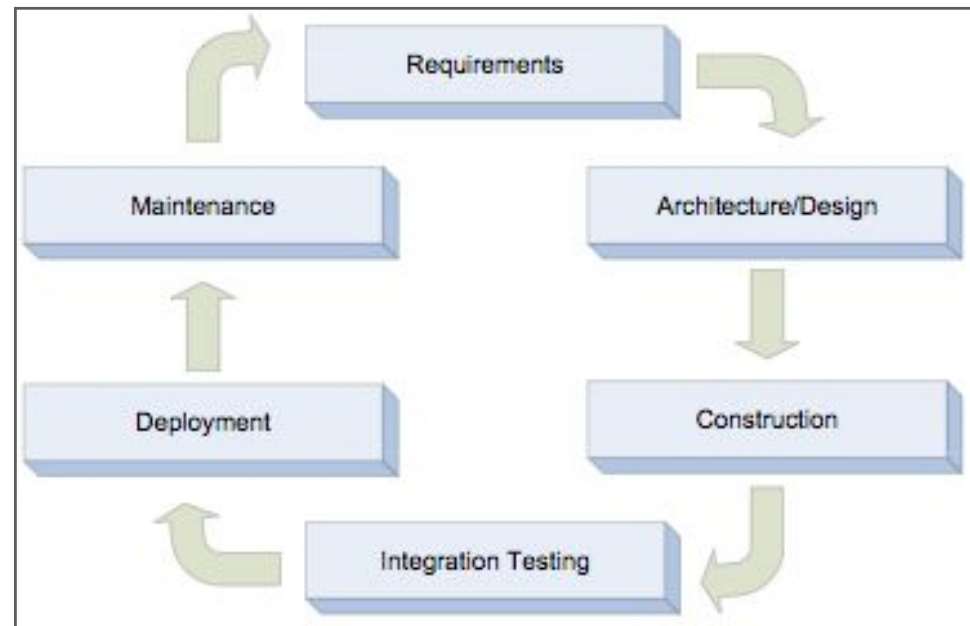 Requirements
Architecture/Design
Construction
Integration Testing
Deployment
Maintenance